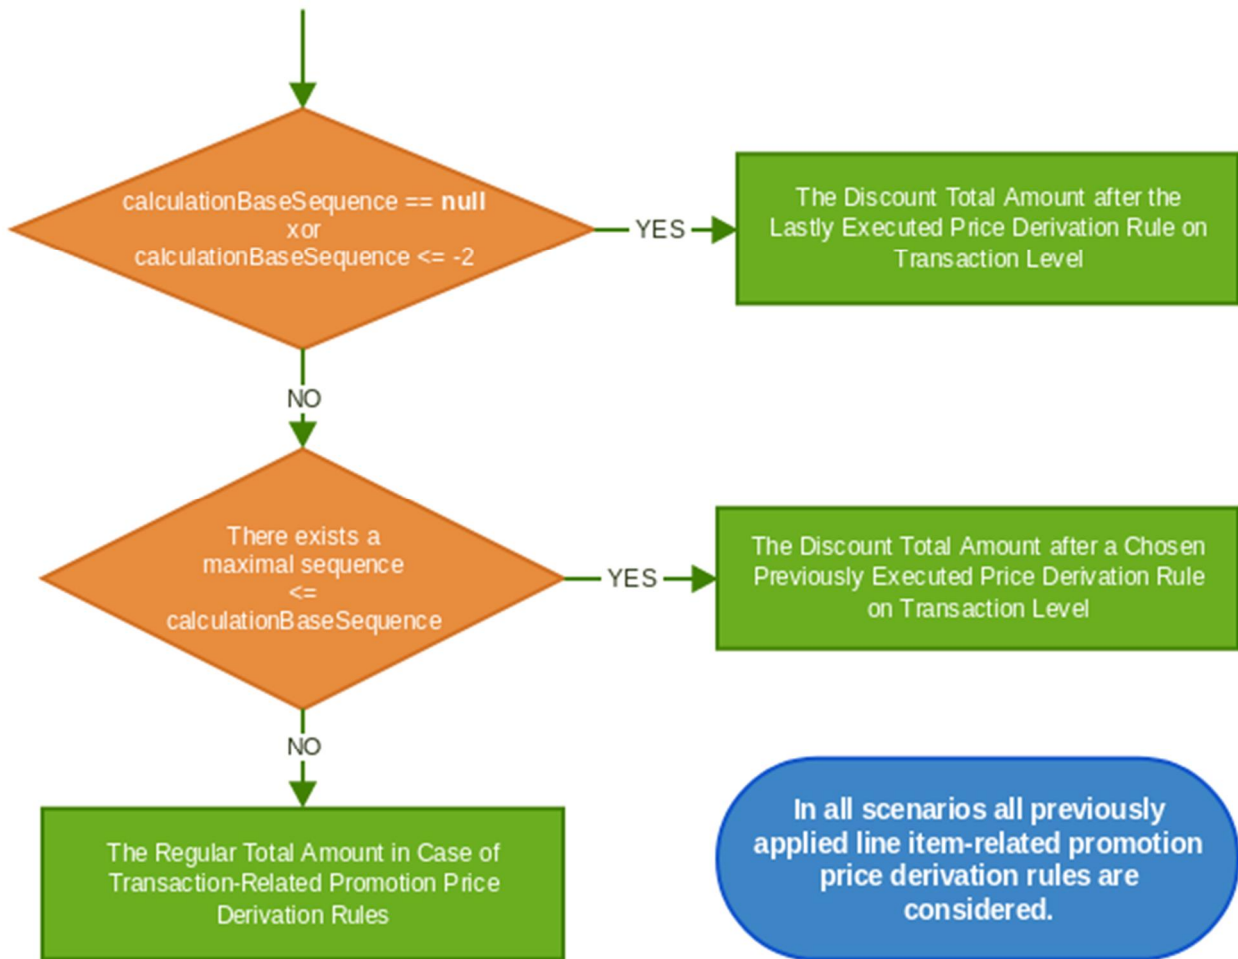 calculationBaseSequence == null
xor
calculationBaseSequence <= -2
YES
The Discount Total Amount after the
Lastly Executed Price Derivation Rule on
Transaction Level
NO
There exists a
maximal sequence
<=
calculationBaseSequence
YES
The Discount Total Amount after a Chosen
Previously Executed Price Derivation Rule
on Transaction Level
NO
The Regular Total Amount in Case of
Transaction-Related Promotion Price
Derivation Rules
In all scenarios all previously
applied line item-related promotion
price derivation rules are
considered.